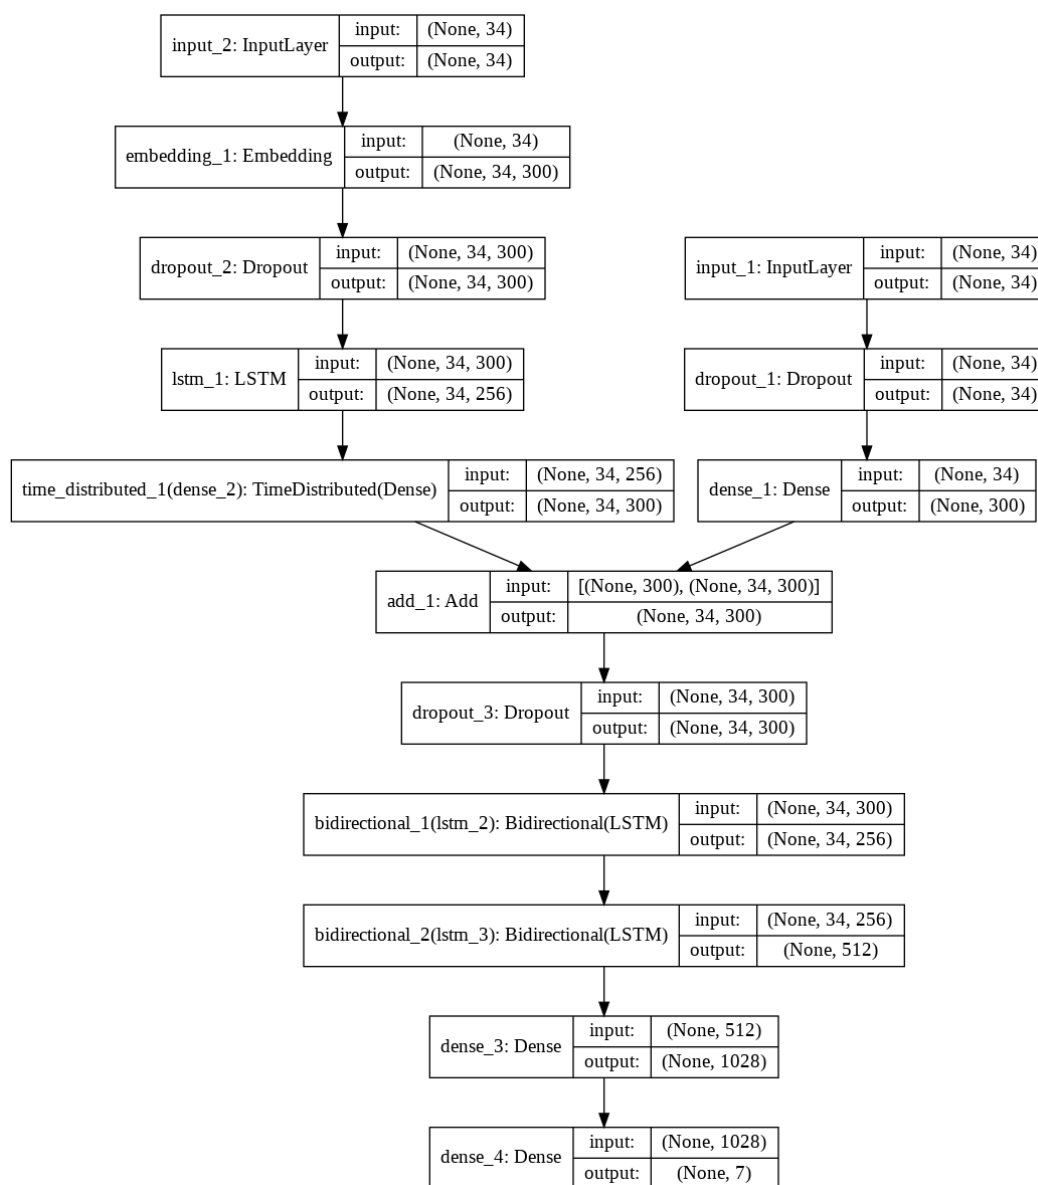 input_2: InputLayer
input: (None, 34)
output: (None, 34)
embedding_1: Embedding
input: (None, 34)
output: (None, 34, 300)
dropout_2: Dropout
input: (None, 34, 300)
output: (None, 34, 300)
input_1: InputLayer
input: (None, 34)
output: (None, 34)
lstm_1: LSTM
input: (None, 34, 300)
output: (None, 34, 256)
dropout_1: Dropout
input: (None, 34)
output: (None, 34)
time_distributed_1(dense_2): TimeDistributed(Dense)
input: (None, 34, 256)
output: (None, 34, 300)
dense_1: Dense
input: (None, 34)
output: (None, 300)
add_1: Add
input: [(None, 300), (None, 34, 300)]
output: (None, 34, 300)
dropout_3: Dropout
input: (None, 34, 300)
output: (None, 34, 300)
bidirectional_1(lstm_2): Bidirectional(LSTM)
input: (None, 34, 300)
output: (None, 34, 256)
bidirectional_2(lstm_3): Bidirectional(LSTM)
input: (None, 34, 256)
output: (None, 512)
dense_3: Dense
input: (None, 512)
output: (None, 1028)
dense_4: Dense
input: (None, 1028)
output: (None, 7)